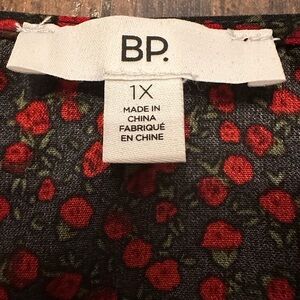 BP.
1X
MADE IN
CHINA
FABRIQUÉ
EN CHINE